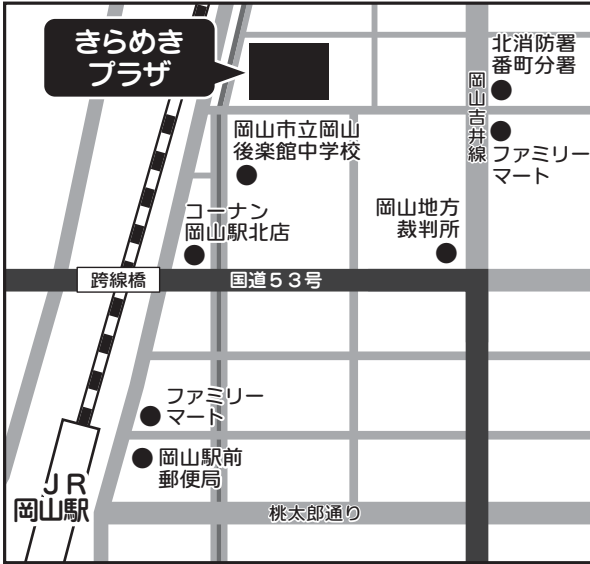 きらめき
プラザ
北消防署
番町分署
岡山吉井線
ファミリー
マート
岡山市立岡山
後楽館中学校
コーナン
岡山駅北店
岡山地方
裁判所
跨線橋
国道53号
ファミリー
マート
岡山駅前
郵便局
JR
岡山駅
桃太郎通り